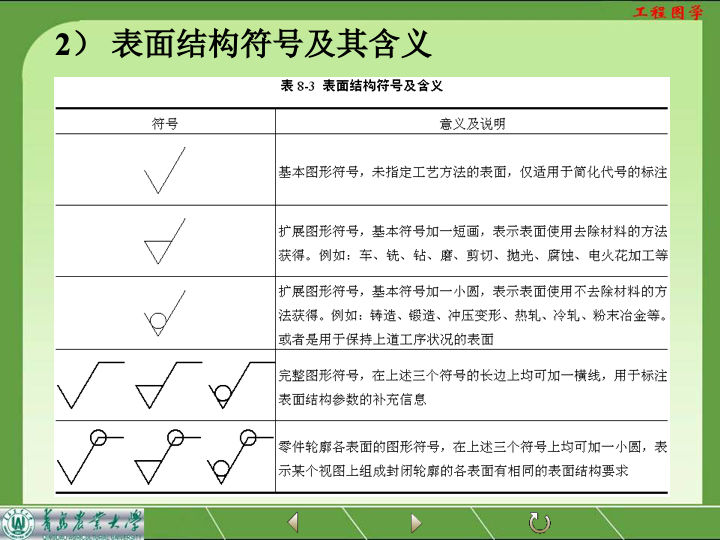 工程图学
2） 表面结构符号及其含义
表 8-3 表面结构符号及含义
符号
意义及说明
基本图形符号，未指定工艺方法的表面，仅适用于简化代号的标注
扩展图形符号，基本符号加一短画，表示表面使用去除材料的方法
获得。例如：车、铣、钻、磨、剪切、抛光、腐蚀、电火花加工等
扩展图形符号，基本符号加一小圆，表示表面使用不去除材料的方
法获得。例如：铸造、锻造、冲压变形、热轧、冷轧、粉末冶金等。
或者是用于保持上道工序状况的表面
完整图形符号，在上述三个符号的长边上均可加一横线，用于标注
表面结构参数的补充信息
零件轮廓各表面的图形符号，在上述三个符号上均可加一小圆，表
示某个视图上组成封闭轮廓的各表面有相同的表面结构要求
青岛农业大学